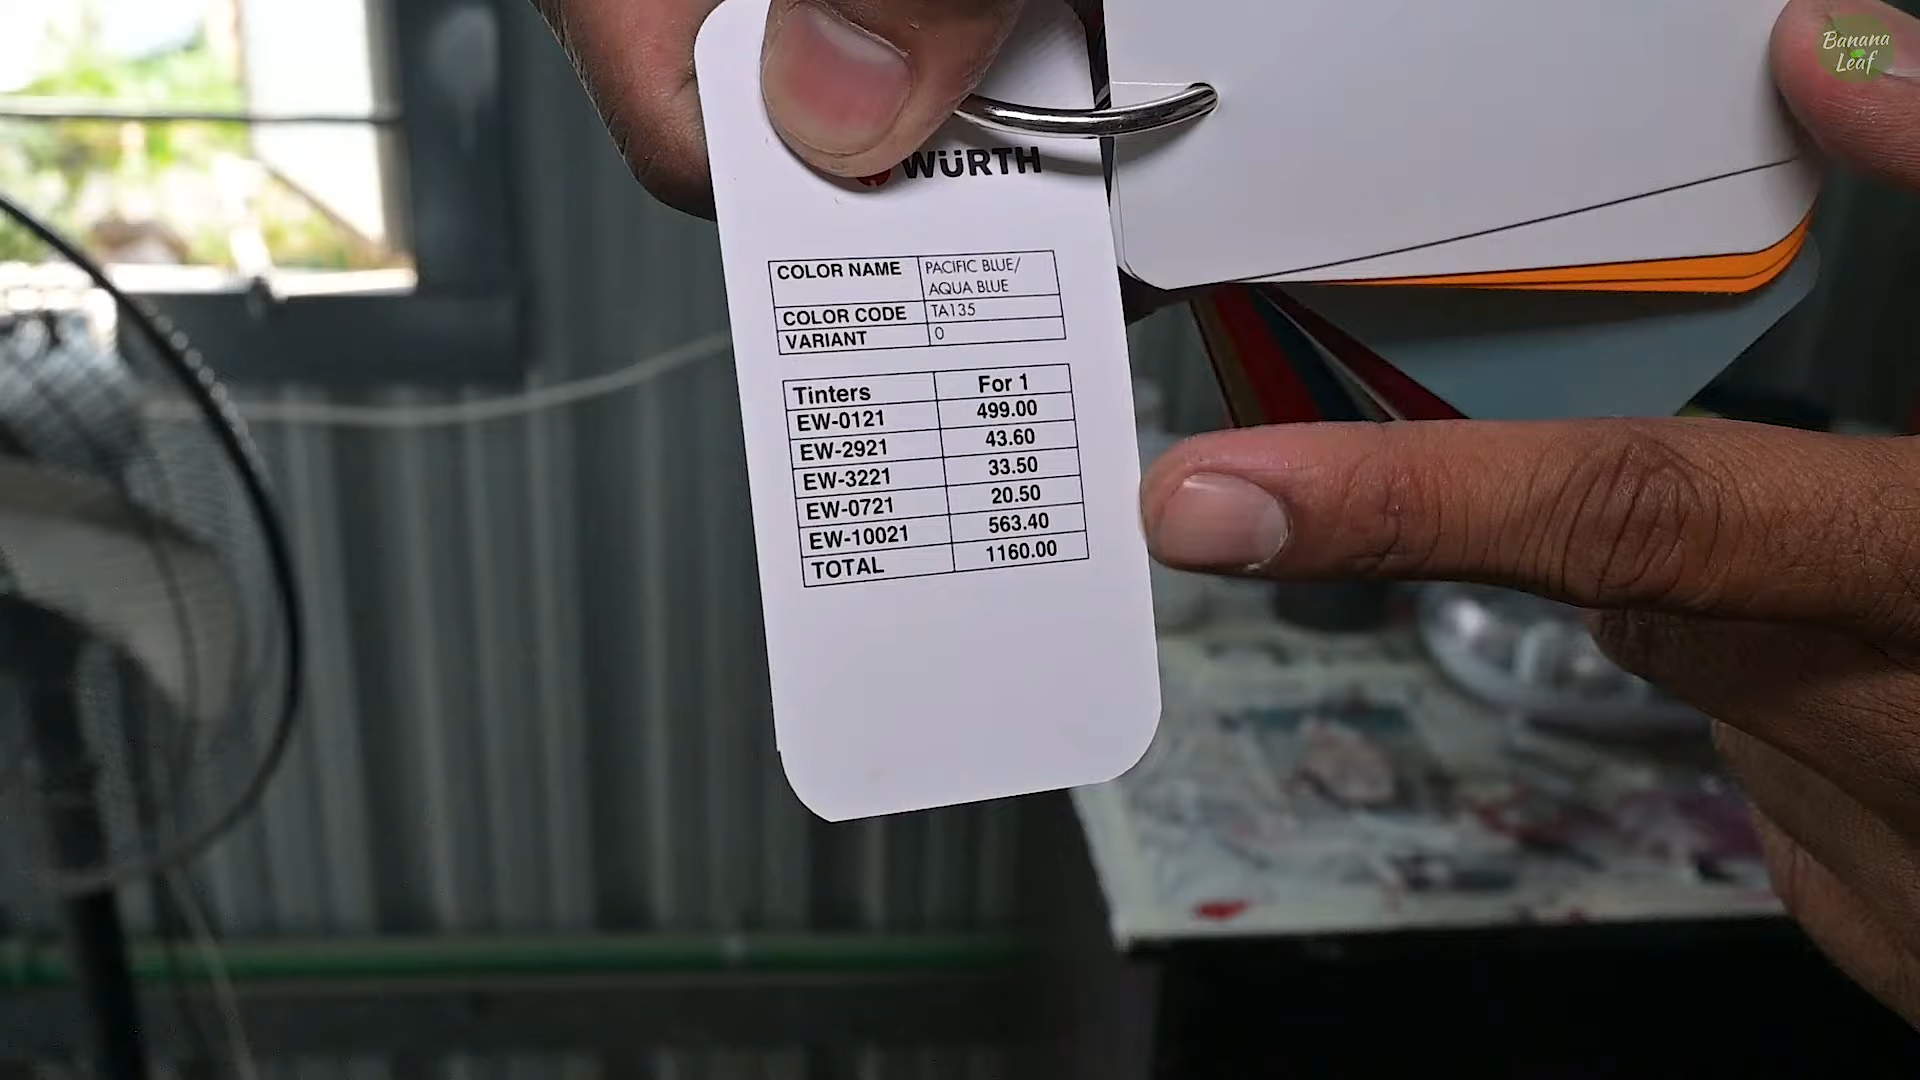 WüRTH
COLOR NAME PACIFIC BLUE/
AQUA BLUE
COLOR CODE TA135
VARIANT 0
Tinters For 1
EW-0121 499.00
EW-2921 43.60
EW-3221 33.50
EW-0721 20.50
EW-10021 563.40
TOTAL 1160.00
Banana
Leaf